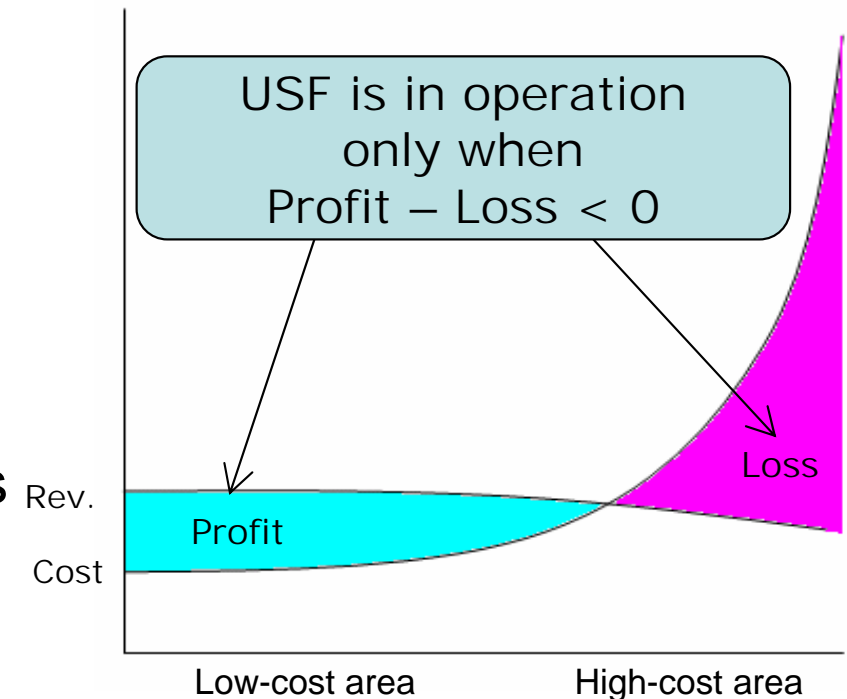 USF is in operation
only when
Profit – Loss < 0
Loss
s
Rev.
Profit
Cost
Low-cost area
High-cost area